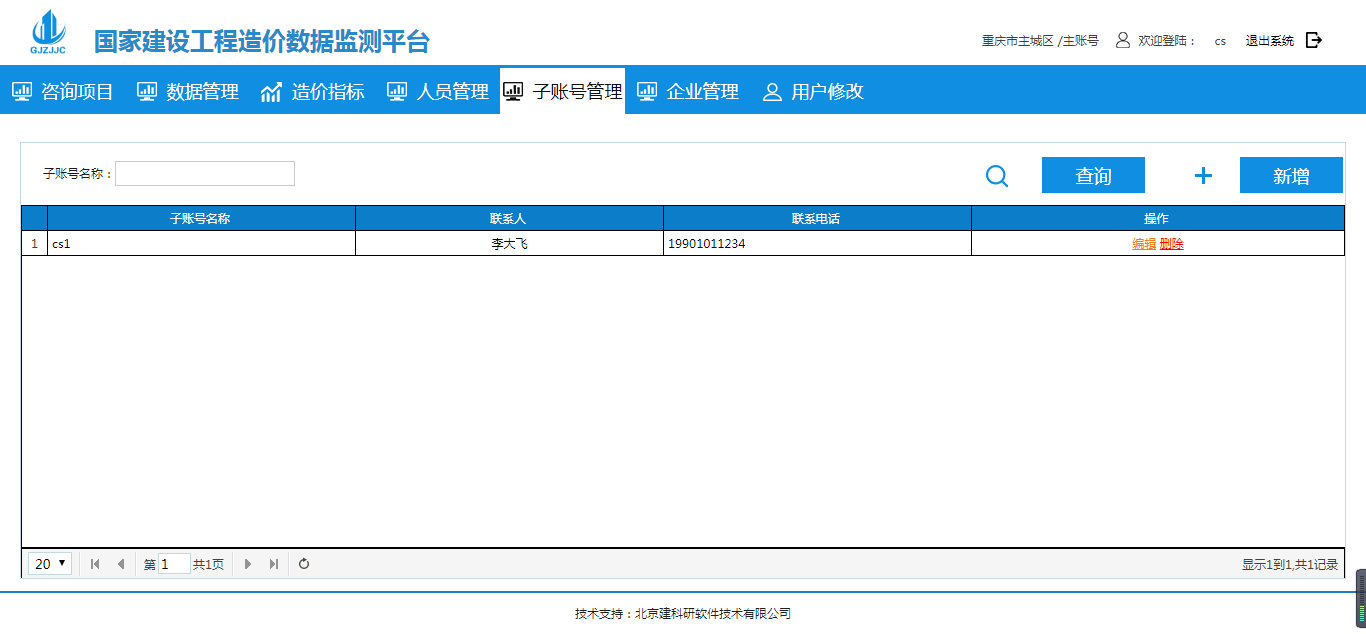 GJZJJC
国家建设工程造价数据监测平台
重庆市主城区 /主账号 欢迎登陆： cs 退出系统
咨询项目 数据管理 造价指标 人员管理 子账号管理 企业管理 用户修改
子账号名称： 查询 新增
子账号名称 联系人 联系电话 操作
1 cs1 李大飞 19901011234 编辑 删除
20 第 1 共1页 显示1到1,共1记录
技术支持：北京建科研软件技术有限公司